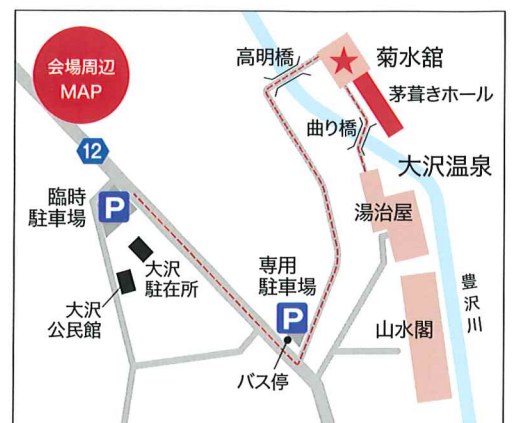 会場周辺
MAP
高明橋
菊水舘
茅葺きホール
曲り橋
大沢温泉
12
臨時
駐車場
P
湯治屋
大沢
駐在所
専用
駐車場
P
豊沢川
大沢
公民館
山水閣
バス停